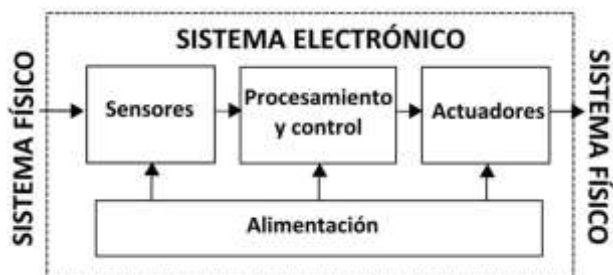 SISTEMA ELECTRÓNICO
SISTEMA FÍSICO
Sensores
Procesamiento
y control
Actuadores
SISTEMA FÍSICO
Alimentación